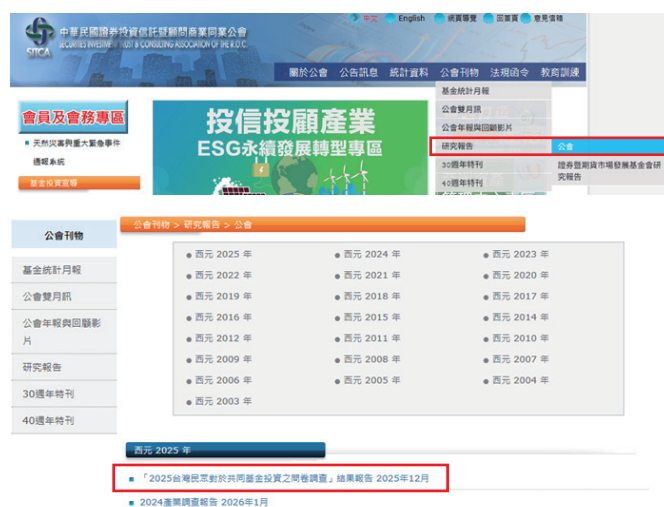 中文 English 網頁導覽 回首頁 意見信箱
中華民國證券投資信託暨顧問商業同業公會
SECURITIES INVESTMENT TRUST & CONSULTING ASSOCIATION OF THE R.O.C.
SITCA
關於公會 公告訊息 統計資料 公會刊物 法規函令 教育訓練
基金統計月報
公會雙月訊
公會年報與回顧影片
研究報告 公會
證券暨期貨市場發展基金會研
究報告
30週年特刊
40週年特刊
會員及會務專區
天然災害與重大緊急事件
通報系統
基金投資宣導
投信投顧產業
ESG永續發展轉型專區
公會刊物 > 研究報告 > 公會
公會刊物
基金統計月報
公會雙月訊
公會年報與回顧影
片
研究報告
30週年特刊
40週年特刊
西元 2025 年 西元 2024 年 西元 2023 年
西元 2022 年 西元 2021 年 西元 2020 年
西元 2019 年 西元 2018 年 西元 2017 年
西元 2016 年 西元 2015 年 西元 2014 年
西元 2012 年 西元 2011 年 西元 2010 年
西元 2009 年 西元 2008 年 西元 2007 年
西元 2006 年 西元 2005 年 西元 2004 年
西元 2003 年
西元 2025 年
「2025台灣民眾對於共同基金投資之問卷調查」結果報告 2025年12月
2024產業調查報告 2026年1月